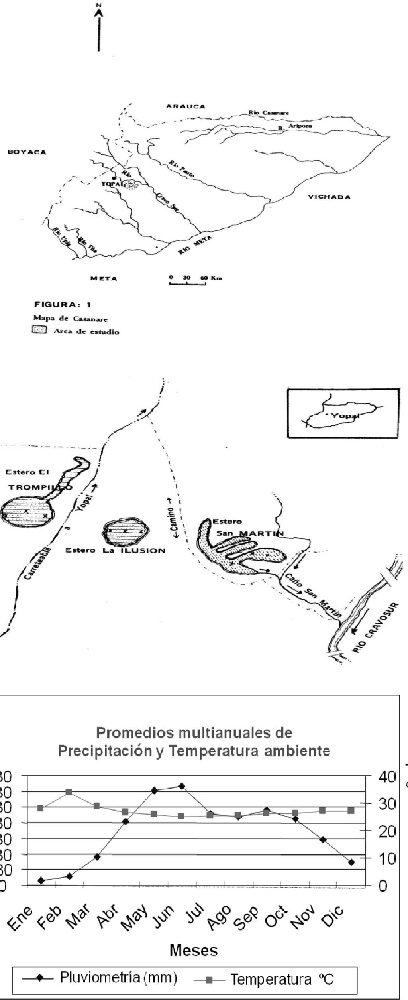 N
ARAUCA
Rio Casanare
R. Ariporo
BOYACA
Rio Pauto
Rio
YOPAL
Cravo Sur
VICHADA
Rio Upia
Rio Tua
RIO META
META
0 30 60 Km
FIGURA: 1
Mapa de Casanare
Area de estudio
Yopal
Estero El
TROMPILLO
Carreteable a Yopal
Camino
Estero
San MARTIN
Estero La ILUSION
Caño San Martin
RIO CRAVOSUR
Promedios multianuales de
Precipitación y Temperatura ambiente
40
30
20
10
0
Ene Feb Mar Abr May Jun Jul Ago Sep Oct Nov Dic
Meses
Pluviometría (mm) Temperatura ºC